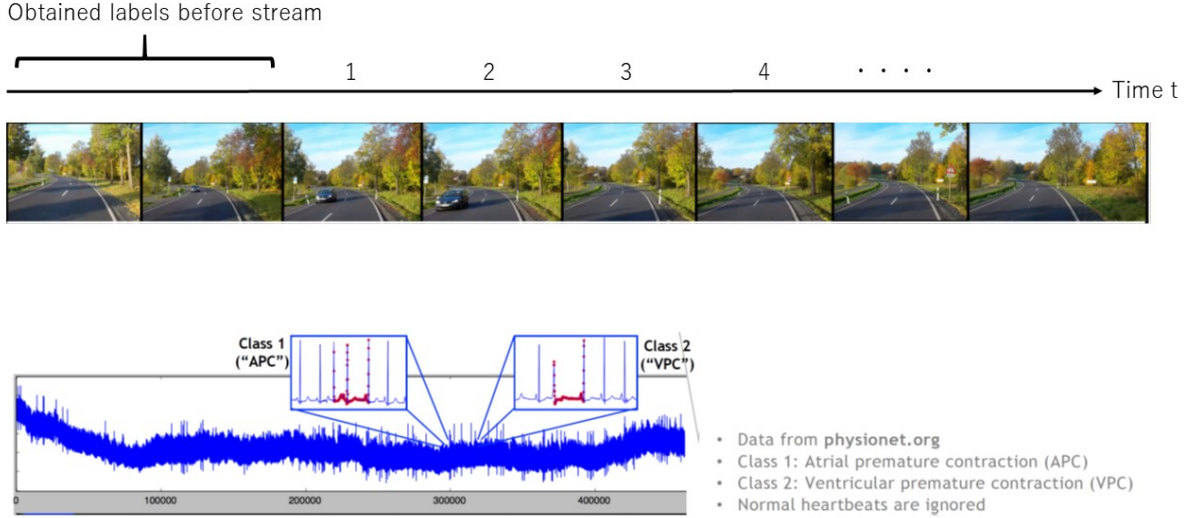 Obtained labels before stream
1 2 3 4 ・・・・
Time t
Class 1
("APC")
Class 2
("VPC")
0 100000 200000 300000 400000
• Data from physionet.org
• Class 1: Atrial premature contraction (APC)
• Class 2: Ventricular premature contraction (VPC)
• Normal heartbeats are ignored